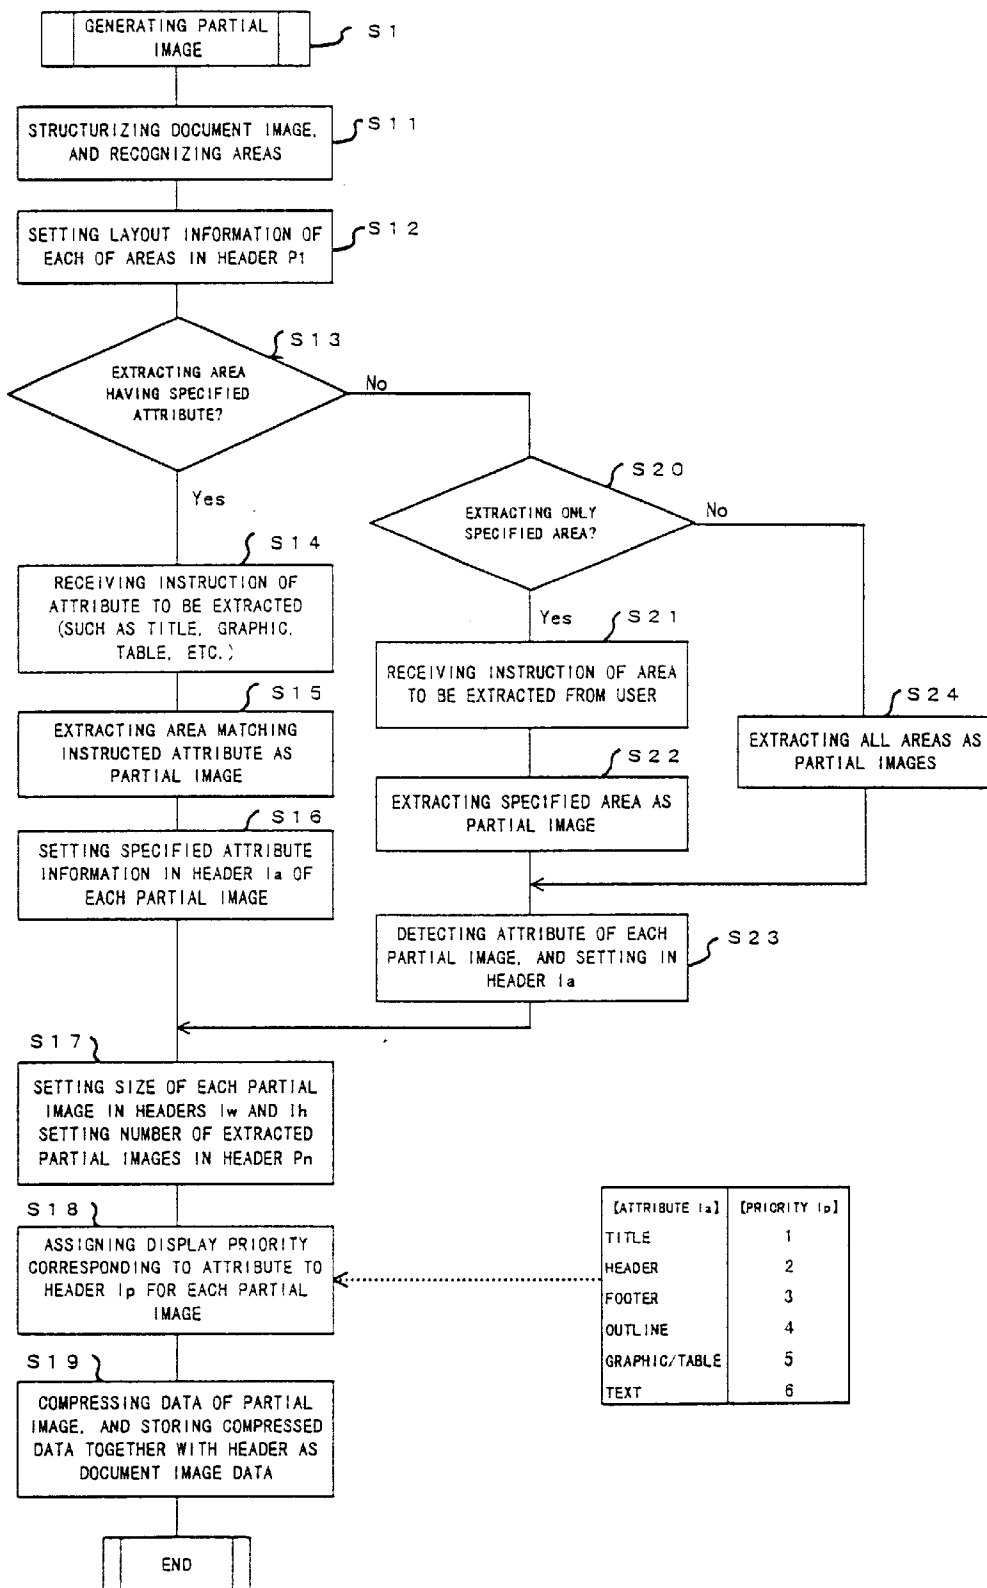 GENERATING PARTIAL
IMAGE
S1
STRUCTURIZING DOCUMENT IMAGE,
AND RECOGNIZING AREAS
S11
SETTING LAYOUT INFORMATION OF
EACH OF AREAS IN HEADER P1
S12
S13
EXTRACTING AREA
HAVING SPECIFIED
ATTRIBUTE?
No
Yes
S20
EXTRACTING ONLY
SPECIFIED AREA?
No
Yes
S14
RECEIVING INSTRUCTION OF
ATTRIBUTE TO BE EXTRACTED
(SUCH AS TITLE, GRAPHIC,
TABLE, ETC.)
S15
EXTRACTING AREA MATCHING
INSTRUCTED ATTRIBUTE AS
PARTIAL IMAGE
S16
SETTING SPECIFIED ATTRIBUTE
INFORMATION IN HEADER Ia OF
EACH PARTIAL IMAGE
S21
RECEIVING INSTRUCTION OF AREA
TO BE EXTRACTED FROM USER
S22
EXTRACTING SPECIFIED AREA AS
PARTIAL IMAGE
S24
EXTRACTING ALL AREAS AS
PARTIAL IMAGES
DETECTING ATTRIBUTE OF EACH
PARTIAL IMAGE, AND SETTING IN
HEADER Ia
S23
S17
SETTING SIZE OF EACH PARTIAL
IMAGE IN HEADERS Iw AND Ih
SETTING NUMBER OF EXTRACTED
PARTIAL IMAGES IN HEADER Pn
S18
ASSIGNING DISPLAY PRIORITY
CORRESPONDING TO ATTRIBUTE TO
HEADER Ip FOR EACH PARTIAL
IMAGE
[ATTRIBUTE Ia] [PRIORITY Ip]
TITLE 1
HEADER 2
FOOTER 3
OUTLINE 4
GRAPHIC/TABLE 5
TEXT 6
S19
COMPRESSING DATA OF PARTIAL
IMAGE, AND STORING COMPRESSED
DATA TOGETHER WITH HEADER AS
DOCUMENT IMAGE DATA
END